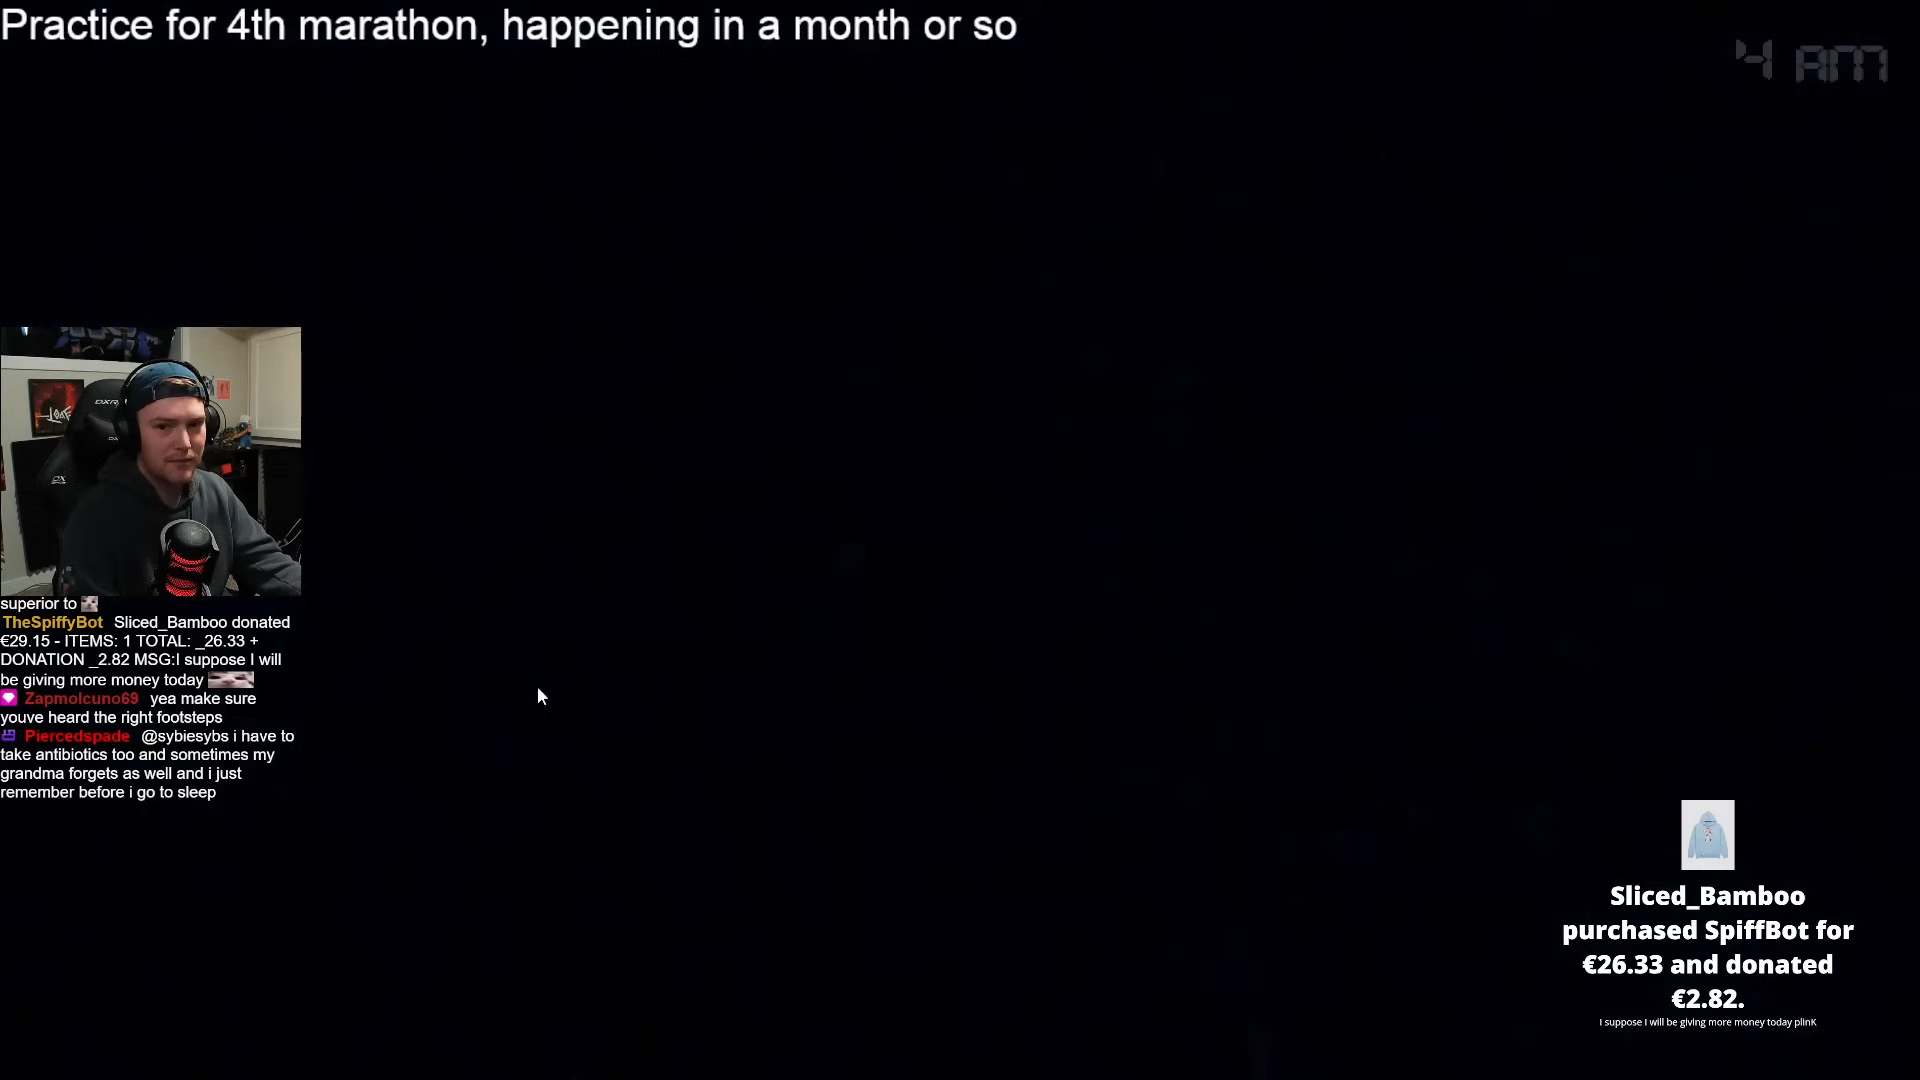 Practice for 4th marathon, happening in a month or so
4 AM
LOAF
DXR
DX
superior to
TheSpiffyBot Sliced_Bamboo donated
€29.15 - ITEMS: 1 TOTAL: _26.33 +
DONATION _2.82 MSG:I suppose I will
be giving more money today
Zapmolcuno69 yea make sure
youve heard the right footsteps
Piercedspade @sybiesybs i have to
take antibiotics too and sometimes my
grandma forgets as well and i just
remember before i go to sleep
Sliced_Bamboo
purchased SpiffBot for
€26.33 and donated
€2.82.
I suppose I will be giving more money today plinK